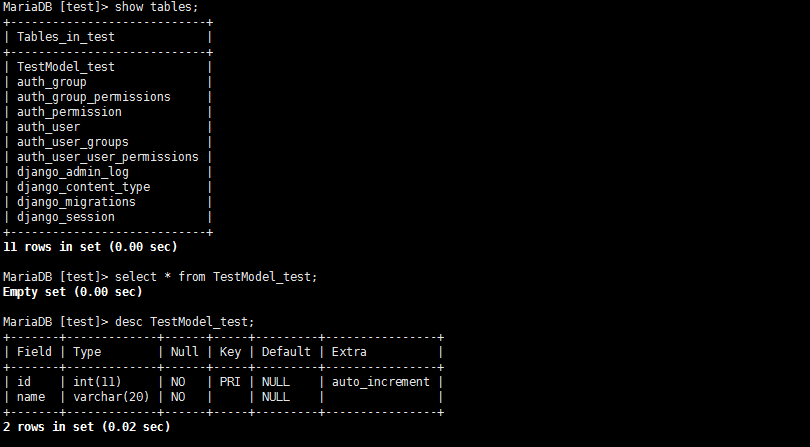 MariaDB [test]> show tables;
+----------------------------+
| Tables_in_test             |
+----------------------------+
| TestModel_test             |
| auth_group                 |
| auth_group_permissions     |
| auth_permission            |
| auth_user                  |
| auth_user_groups           |
| auth_user_user_permissions |
| django_admin_log           |
| django_content_type        |
| django_migrations          |
| django_session             |
+----------------------------+
11 rows in set (0.00 sec)
MariaDB [test]> select * from TestModel_test;
Empty set (0.00 sec)
MariaDB [test]> desc TestModel_test;
+-------+-------------+------+-----+---------+----------------+
| Field | Type        | Null | Key | Default | Extra          |
+-------+-------------+------+-----+---------+----------------+
| id    | int(11)     | NO   | PRI | NULL    | auto_increment |
| name  | varchar(20) | NO   |     | NULL    |                |
+-------+-------------+------+-----+---------+----------------+
2 rows in set (0.02 sec)